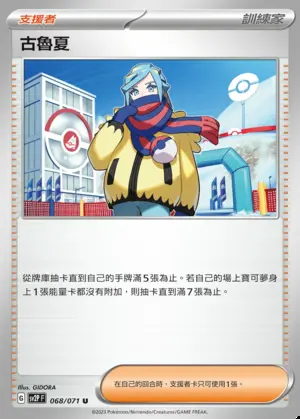 支援者
訓練家
古魯夏
從牌庫抽卡直到自己的手牌滿5張為止。若自己的場上寶可夢身
上1張能量卡都沒有附加，則抽卡直到滿7張為止。
Illus. GIDORA
G SV2P F 068/071 U
在自己的回合時，支援者卡只可使用1張。
©2023 Pokémon/Nintendo/Creatures/GAME FREAK.